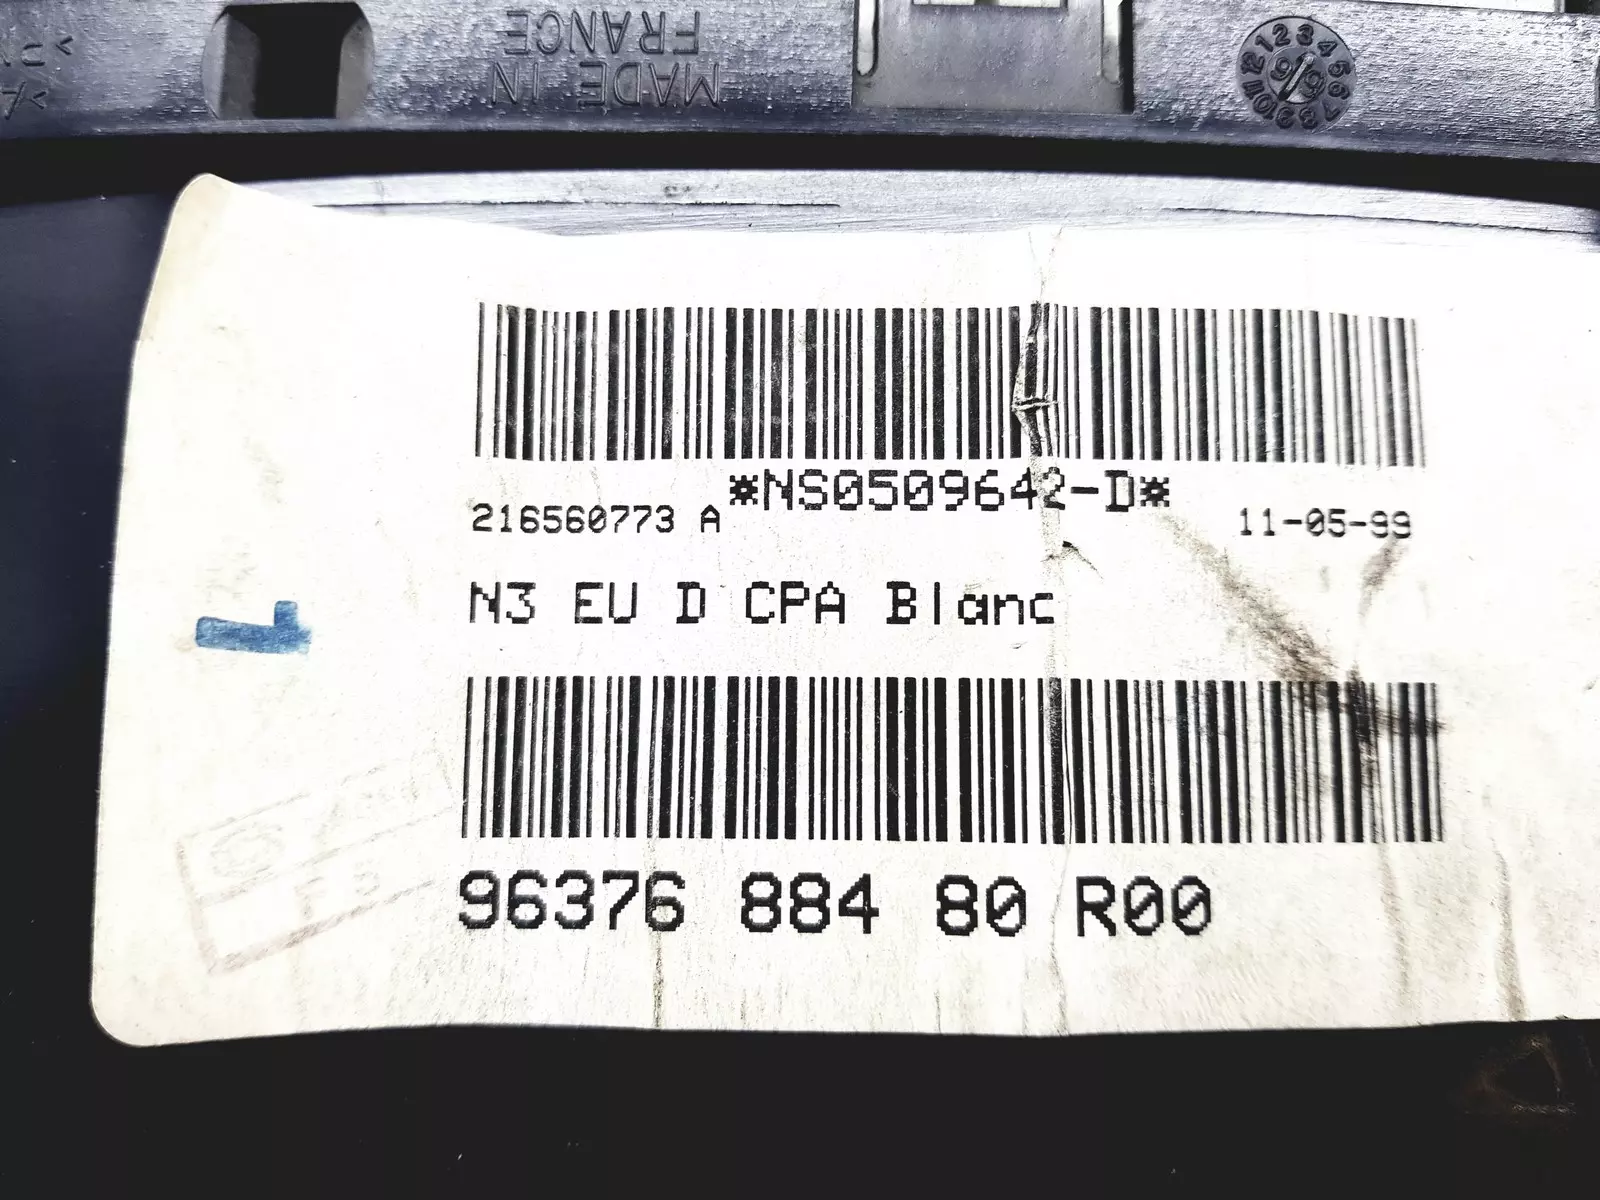 MADE IN
FRANCE
*NS0509642-D*
216560773 A
11-05-99
N3 EU D CPA Blanc
96376 884 80 R00